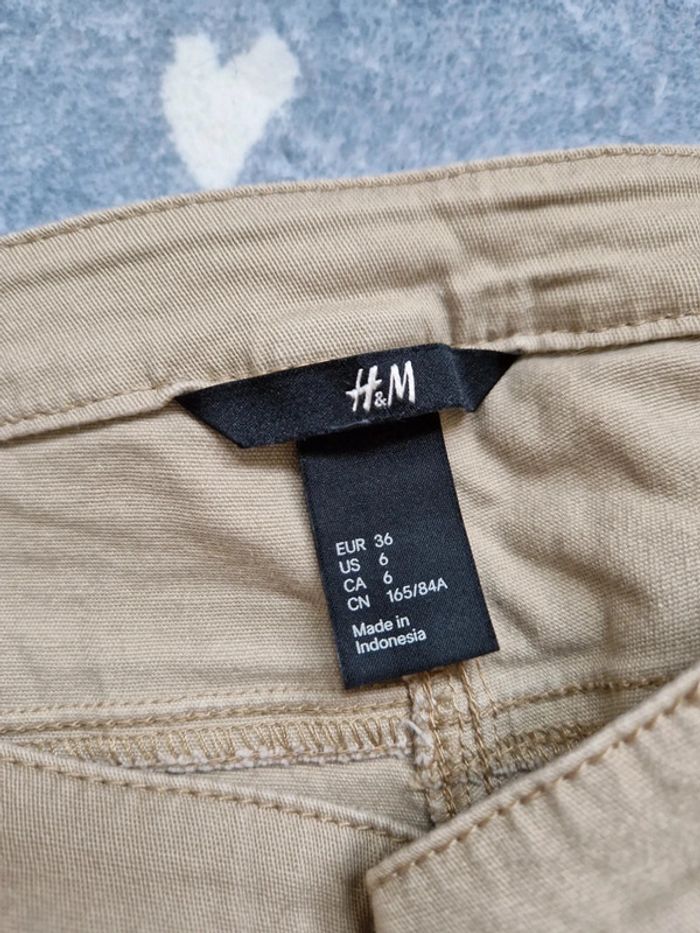 H&M
EUR 36
US 6
CA 6
CN 165/84A
Made in
Indonesia